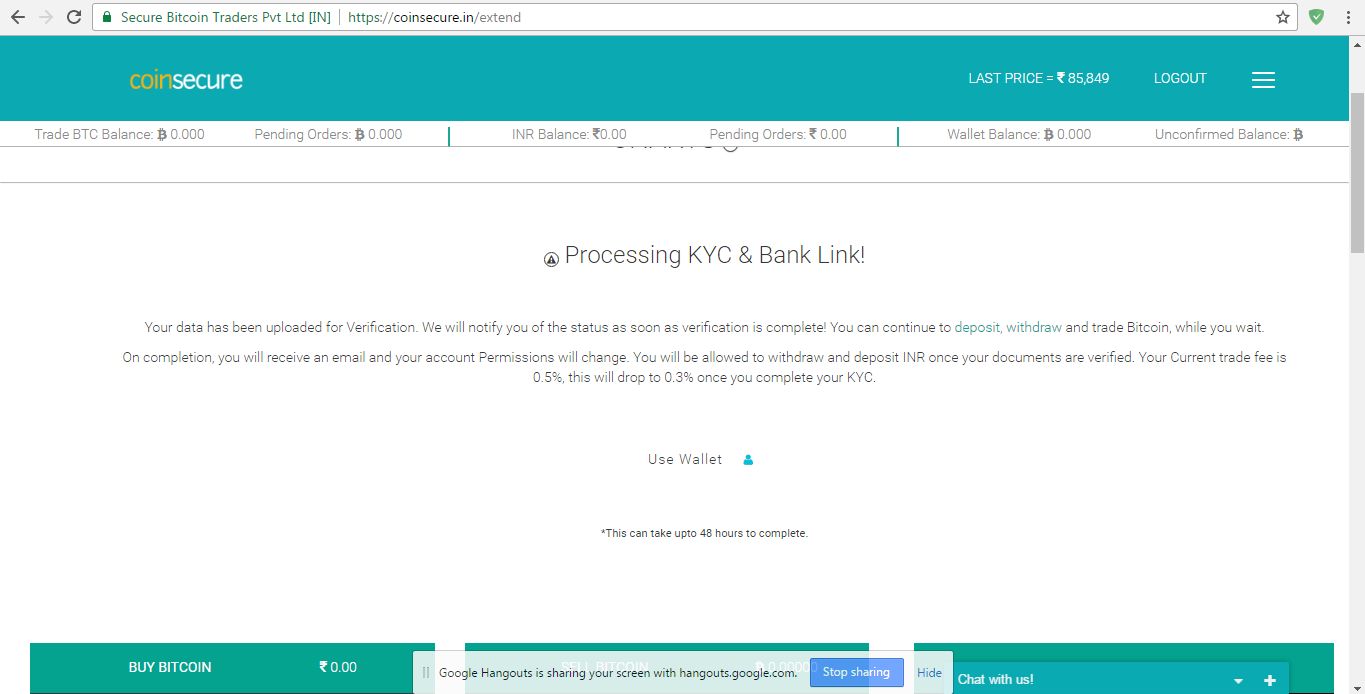 Secure Bitcoin Traders Pvt Ltd [IN] https://coinsecure.in/extend
coinsecure
LAST PRICE = ₹ 85,849 LOGOUT
Trade BTC Balance: ₿ 0.000 Pending Orders: ₿ 0.000 INR Balance: ₹0.00 Pending Orders: ₹ 0.00 Wallet Balance: ₿ 0.000 Unconfirmed Balance: ₿
Processing KYC & Bank Link!
Your data has been uploaded for Verification. We will notify you of the status as soon as verification is complete! You can continue to deposit, withdraw and trade Bitcoin, while you wait.
On completion, you will receive an email and your account Permissions will change. You will be allowed to withdraw and deposit INR once your documents are verified. Your Current trade fee is
0.5%, this will drop to 0.3% once you complete your KYC.
Use Wallet
*This can take upto 48 hours to complete.
BUY BITCOIN ₹ 0.00 SELL BITCOIN ₿ 0.00000
Google Hangouts is sharing your screen with hangouts.google.com. Stop sharing Hide
Chat with us!